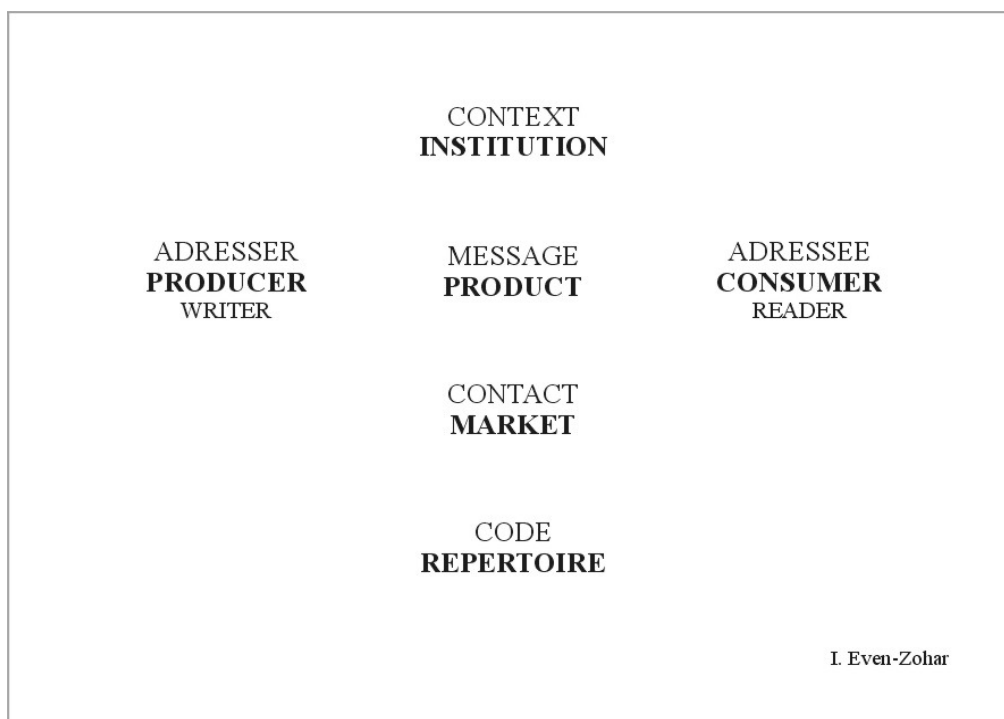 CONTEXT
INSTITUTION
ADRESSER
PRODUCER
WRITER
MESSAGE
PRODUCT
ADRESSEE
CONSUMER
READER
CONTACT
MARKET
CODE
REPERTOIRE
I. Even-Zohar